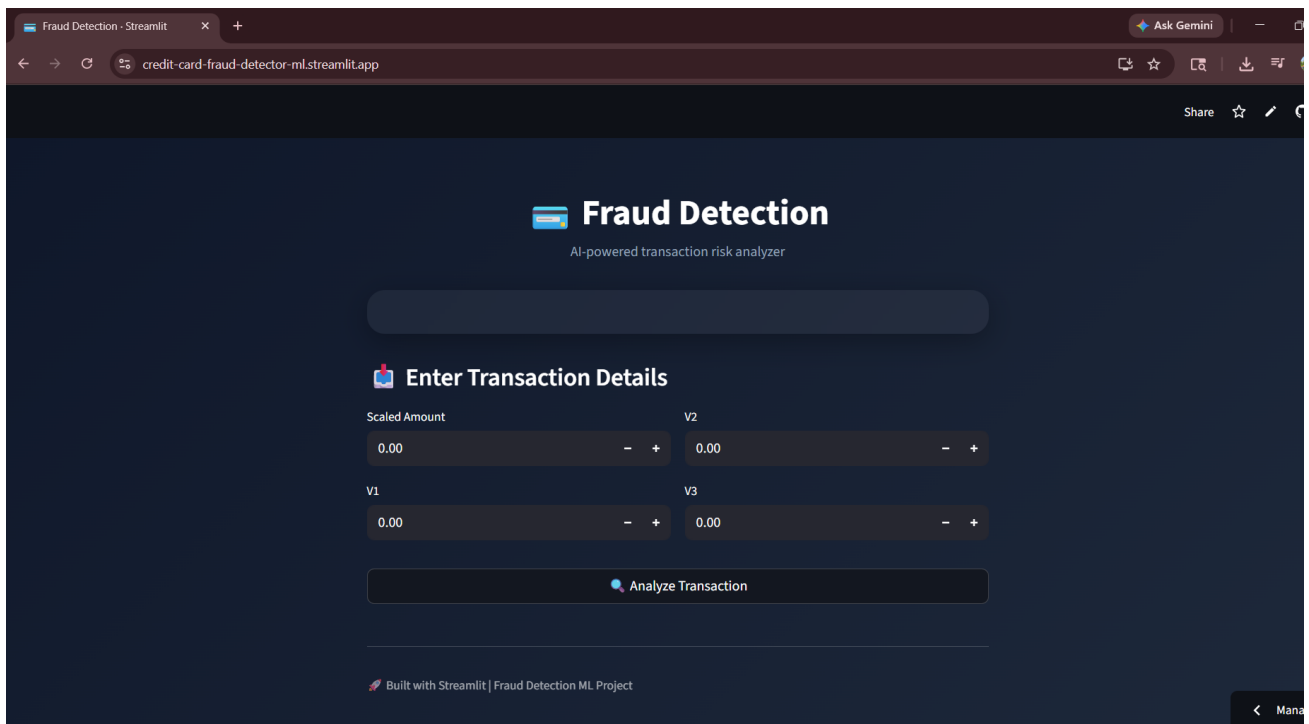 Fraud Detection · Streamlit
Ask Gemini
credit-card-fraud-detector-ml.streamlit.app
Share
Fraud Detection
AI-powered transaction risk analyzer
Enter Transaction Details
Scaled Amount V2
0.00 − + 0.00 − +
V1 V3
0.00 − + 0.00 − +
Analyze Transaction
Built with Streamlit | Fraud Detection ML Project
< Mana